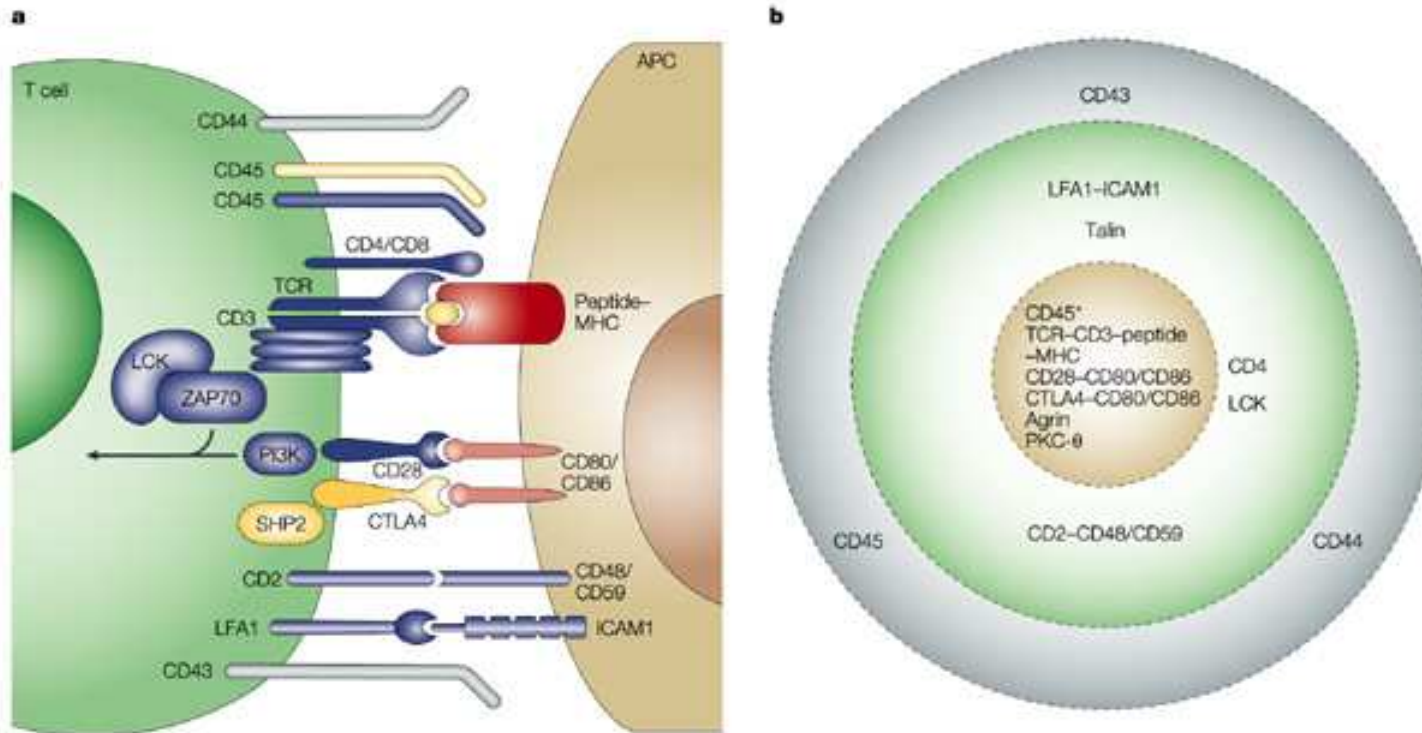 a
T cell
APC
CD44
CD45
CD45
CD4/CD8
TCR
CD3
Peptide–
MHC
LCK
ZAP70
PI3K
CD28
CD80/
CD86
SHP2
CTLA4
CD2
CD48/
CD59
LFA1
ICAM1
CD43
b
CD43
LFA1–ICAM1
Talin
CD45*
TCR–CD3–peptide
–MHC
CD28–CD80/CD86
CTLA4–CD80/CD86
Agrin
PKC-θ
CD4
LCK
CD2–CD48/CD59
CD45
CD44